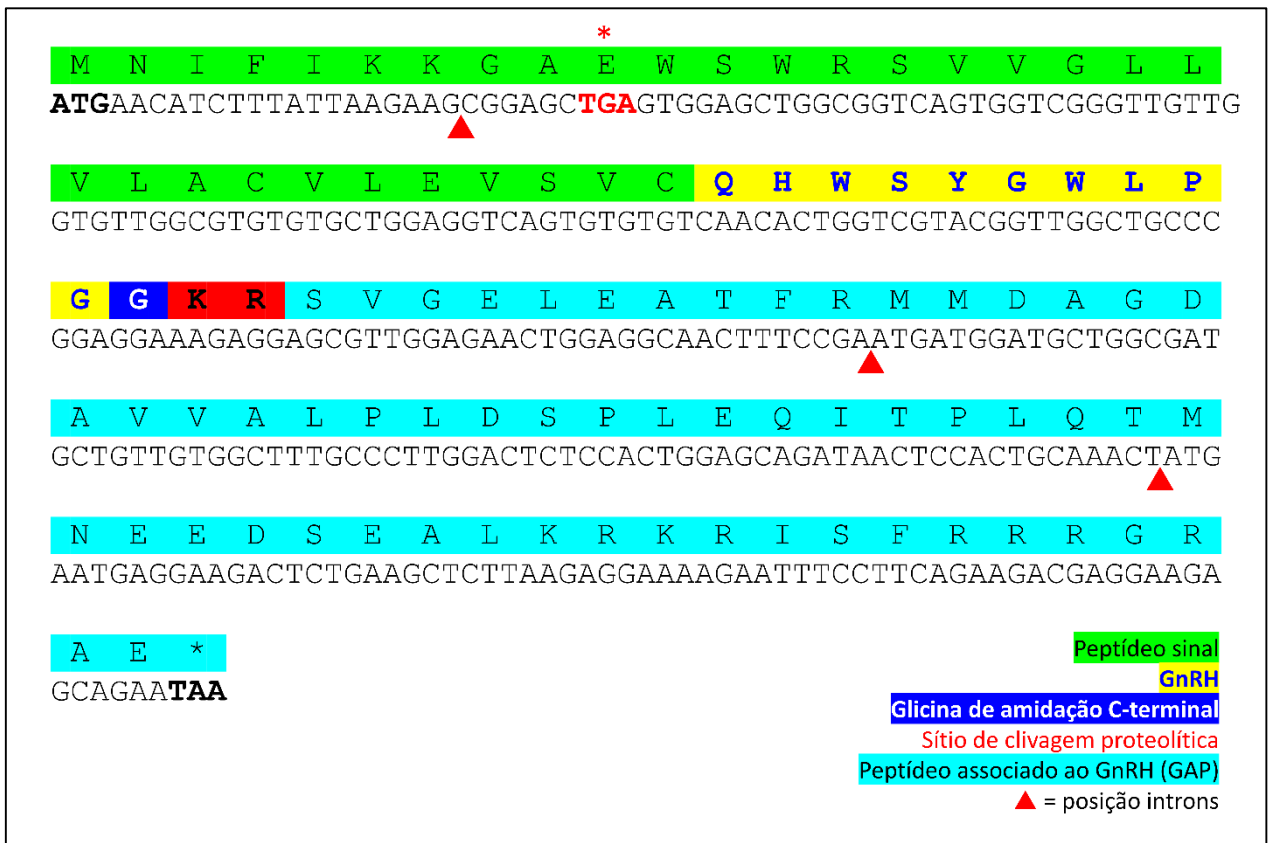 *
M N I F I K K G A E W S W R S V V G L L
ATGAACATCTTTATTAAGAAGCGGAGCTGAGTGGAGCTGGCGGTCAGTGGTCGGGTTGTTG
V L A C V L E V S V C Q H W S Y G W L P
GTGTTGGCGTGTGTGCTGGAGGTCAGTGTGTGTCAACACTGGTCGTACGGTTGGCTGCCC
G G K R S V G E L E A T F R M M D A G D
GGAGGAAAGAGGAGCGTTGGAGAACTGGAGGCAACTTTCCGAATGATGGATGCTGGCGAT
A V V A L P L D S P L E Q I T P L Q T M
GCTGTTGTGGCTTTGCCCTTGGACTCTCCACTGGAGCAGATAACTCCACTGCAAACTATG
N E E D S E A L K R K R I S F R R R G R
AATGAGGAAGACTCTGAAGCTCTTAAGAGGAAAAGAATTTCCTTCAGAAGACGAGGAAGA
A E *
GCAGAATAA
Peptídeo sinal
GnRH
Glicina de amidação C-terminal
Sítio de clivagem proteolítica
Peptídeo associado ao GnRH (GAP)
▲ = posição introns